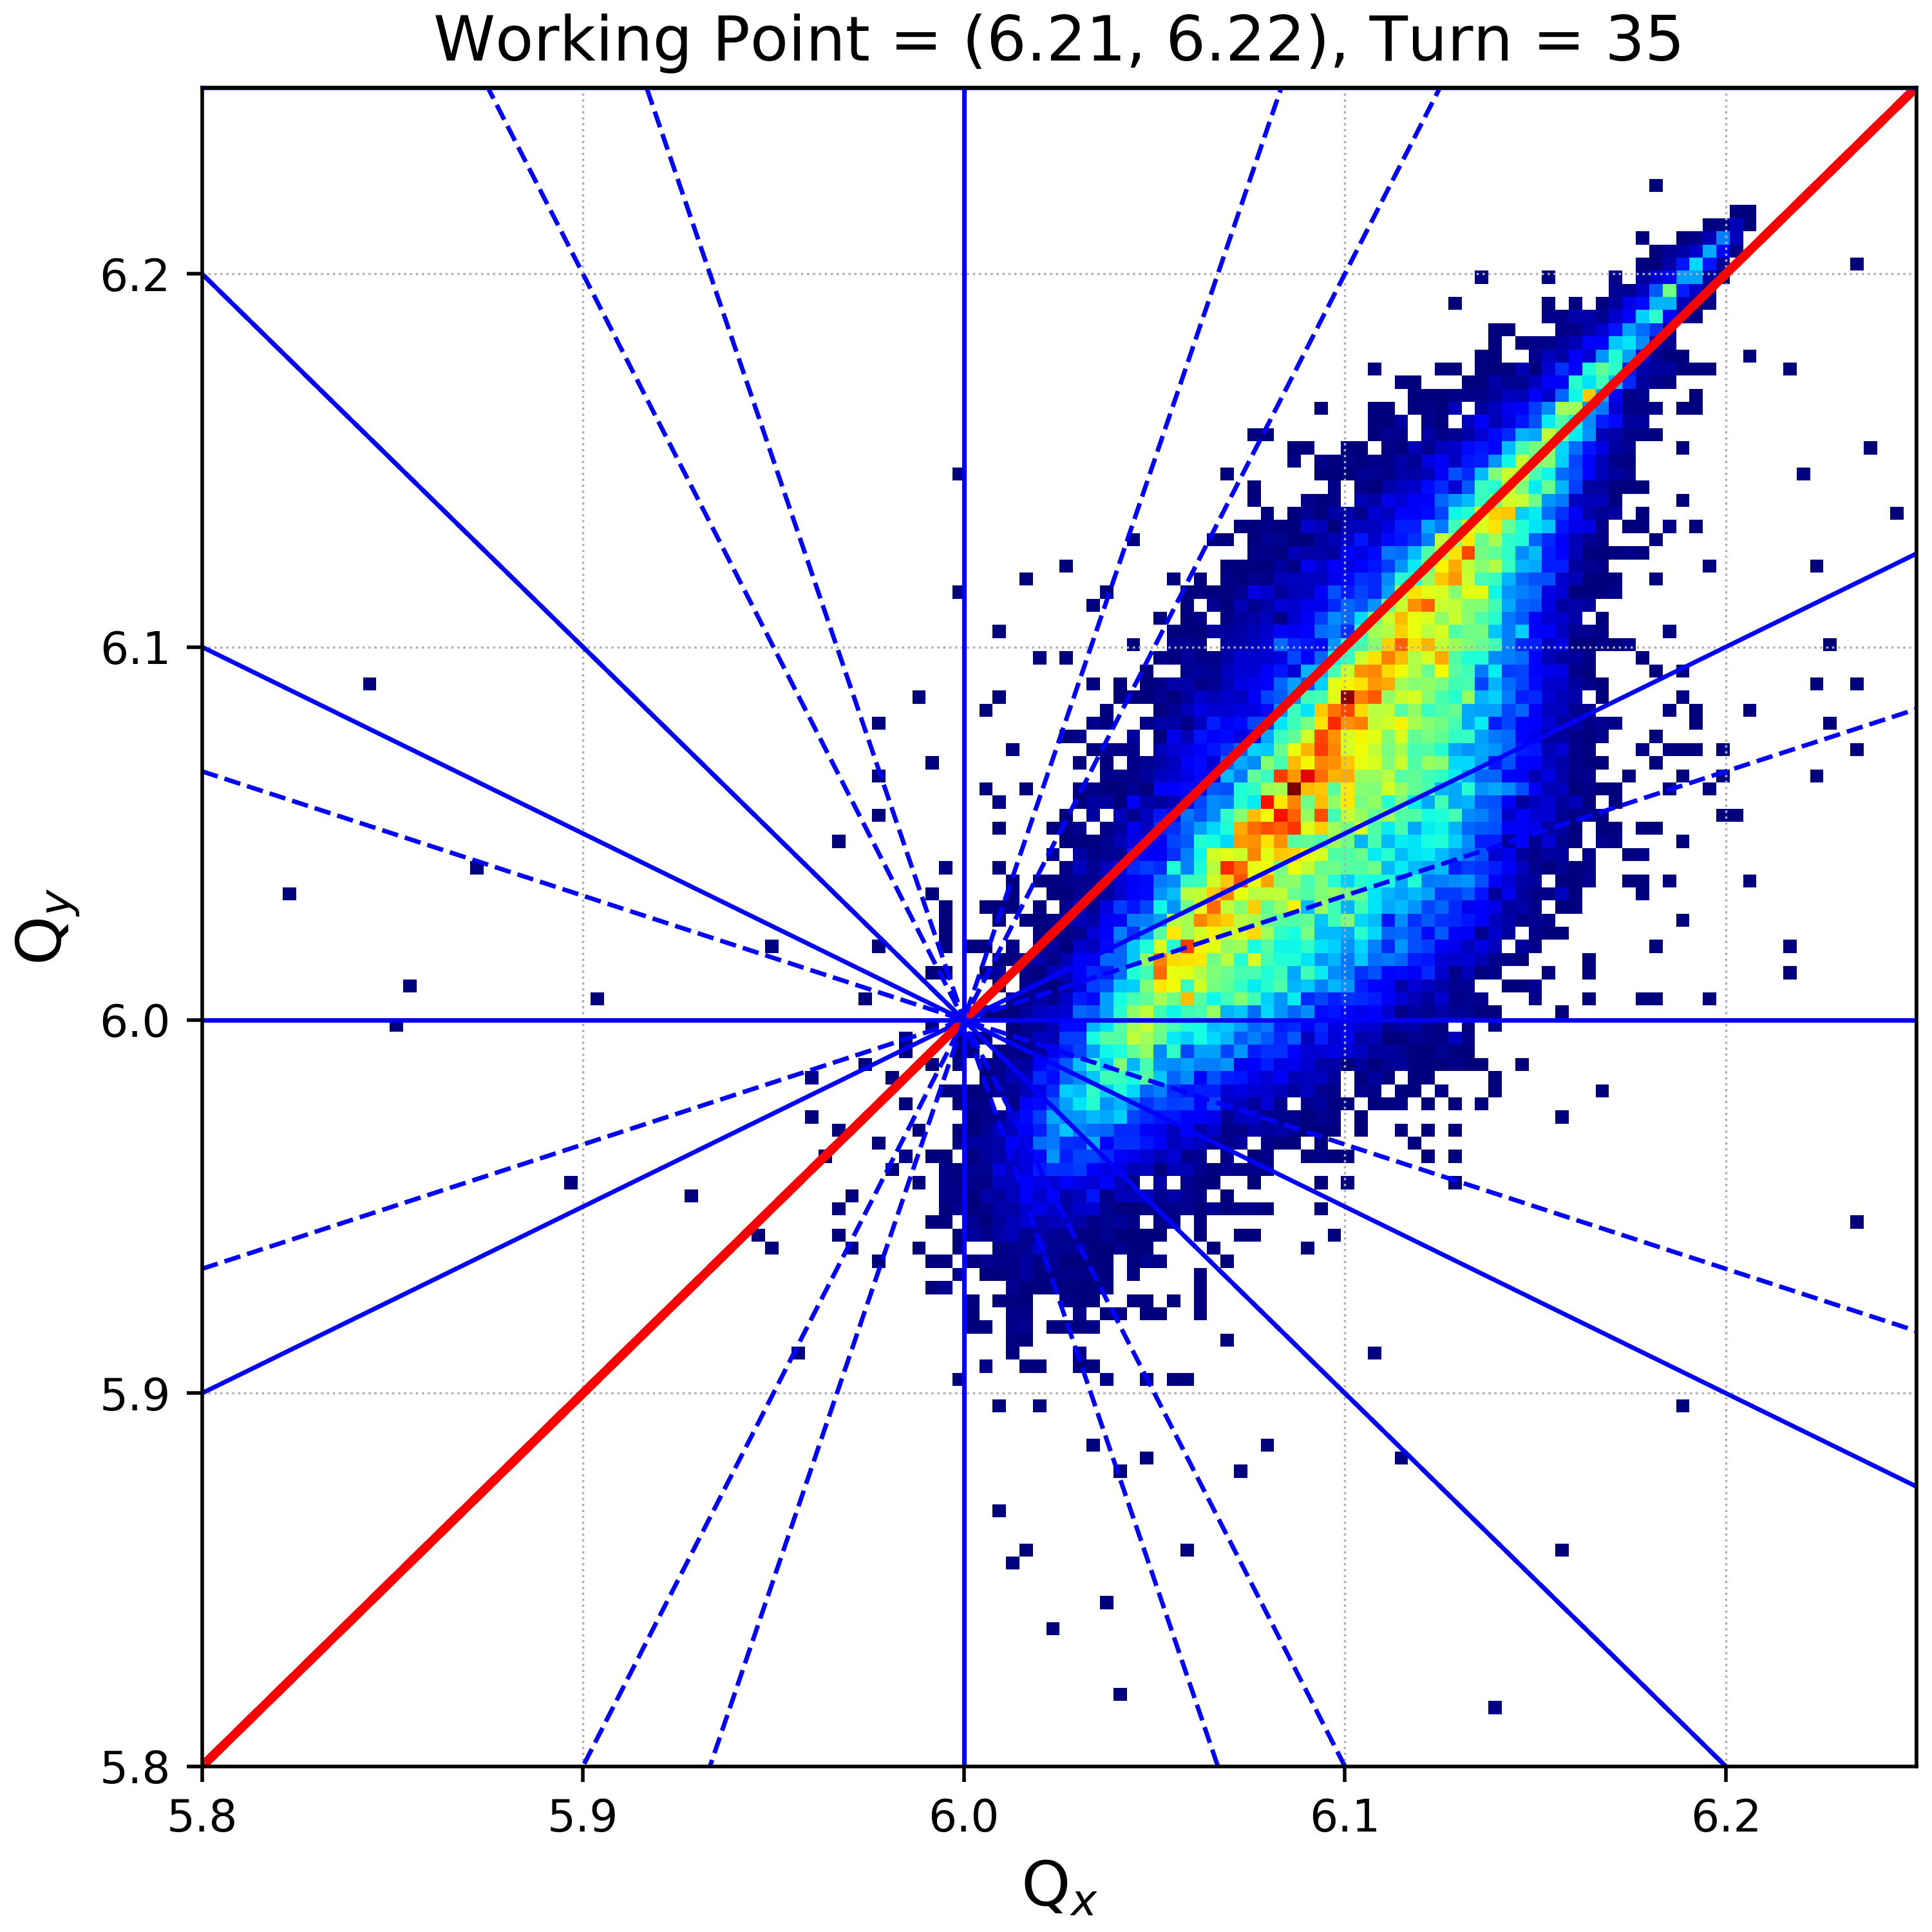 Working Point = (6.21, 6.22), Turn = 35
6.2
6.1
6.0
5.9
5.8
Qy
5.8 5.9 6.0 6.1 6.2
Qx